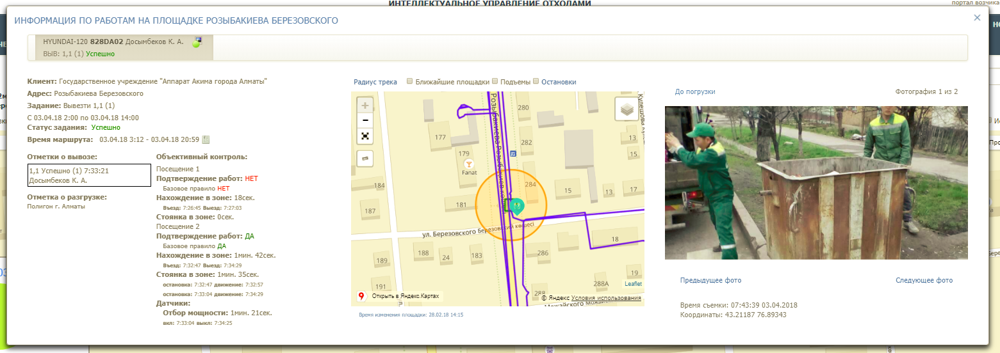 ИНТЕЛЛЕКТУАЛЬНОЕ УПРАВЛЕНИЕ ОТХОДАМИ
портал возчика
ИНФОРМАЦИЯ ПО РАБОТАМ НА ПЛОЩАДКЕ РОЗЫБАКИЕВА БЕРЕЗОВСКОГО
HYUNDAI-120 828DA02 Досымбеков К. А.
ВЫВ: 1,1 (1) Успешно
Клиент: Государственное учреждение "Аппарат Акима города Алматы"
Адрес: Розыбакиева Березовского
Задание: Вывезти 1,1 (1)
С 03.04.18 2:00 по 03.04.18 14:00
Статус задания: Успешно
Время маршрута: 03.04.18 3:12 - 03.04.18 20:59
Отметки о вывозе:
1,1 Успешно (1) 7:33:21
Досымбеков К. А.
Отметка о разгрузке:
Полигон г. Алматы
Объективный контроль:
Посещение 1
Подтверждение работ: НЕТ
Базовое правило НЕТ
Нахождение в зоне: 18сек.
Въезд: 7:26:45 Выезд: 7:27:03
Стоянка в зоне: 0сек.
Посещение 2
Подтверждение работ: ДА
Базовое правило ДА
Нахождение в зоне: 1мин. 42сек.
Въезд: 7:32:47 Выезд: 7:34:29
Стоянка в зоне: 1мин. 35сек.
остановка: 7:32:47 движение: 7:32:57
остановка: 7:33:04 движение: 7:34:29
Датчики:
Отбор мощности: 1мин. 21сек.
вкл: 7:33:04 выкл: 7:34:25
Радиус трека Ближайшие площадки Подъемы Остановки
Розыбакиева
Кулешова
280
177
282
13
179
15
Fanat
184
284
15
13
17
187
181
ул. Березовского Березовский көшесі
18
188
24
183
286
189
19
191
288А
288
Можайского
Leaflet
Открыть в Яндекс.Картах
© Яндекс Условия использования
Время изменения площадки: 28.02.18 14:15
До погрузки
Фотография 1 из 2
Предыдущее фото
Следующее фото
Время съемки: 07:43:39 03.04.2018
Координаты: 43.21187 76.89343